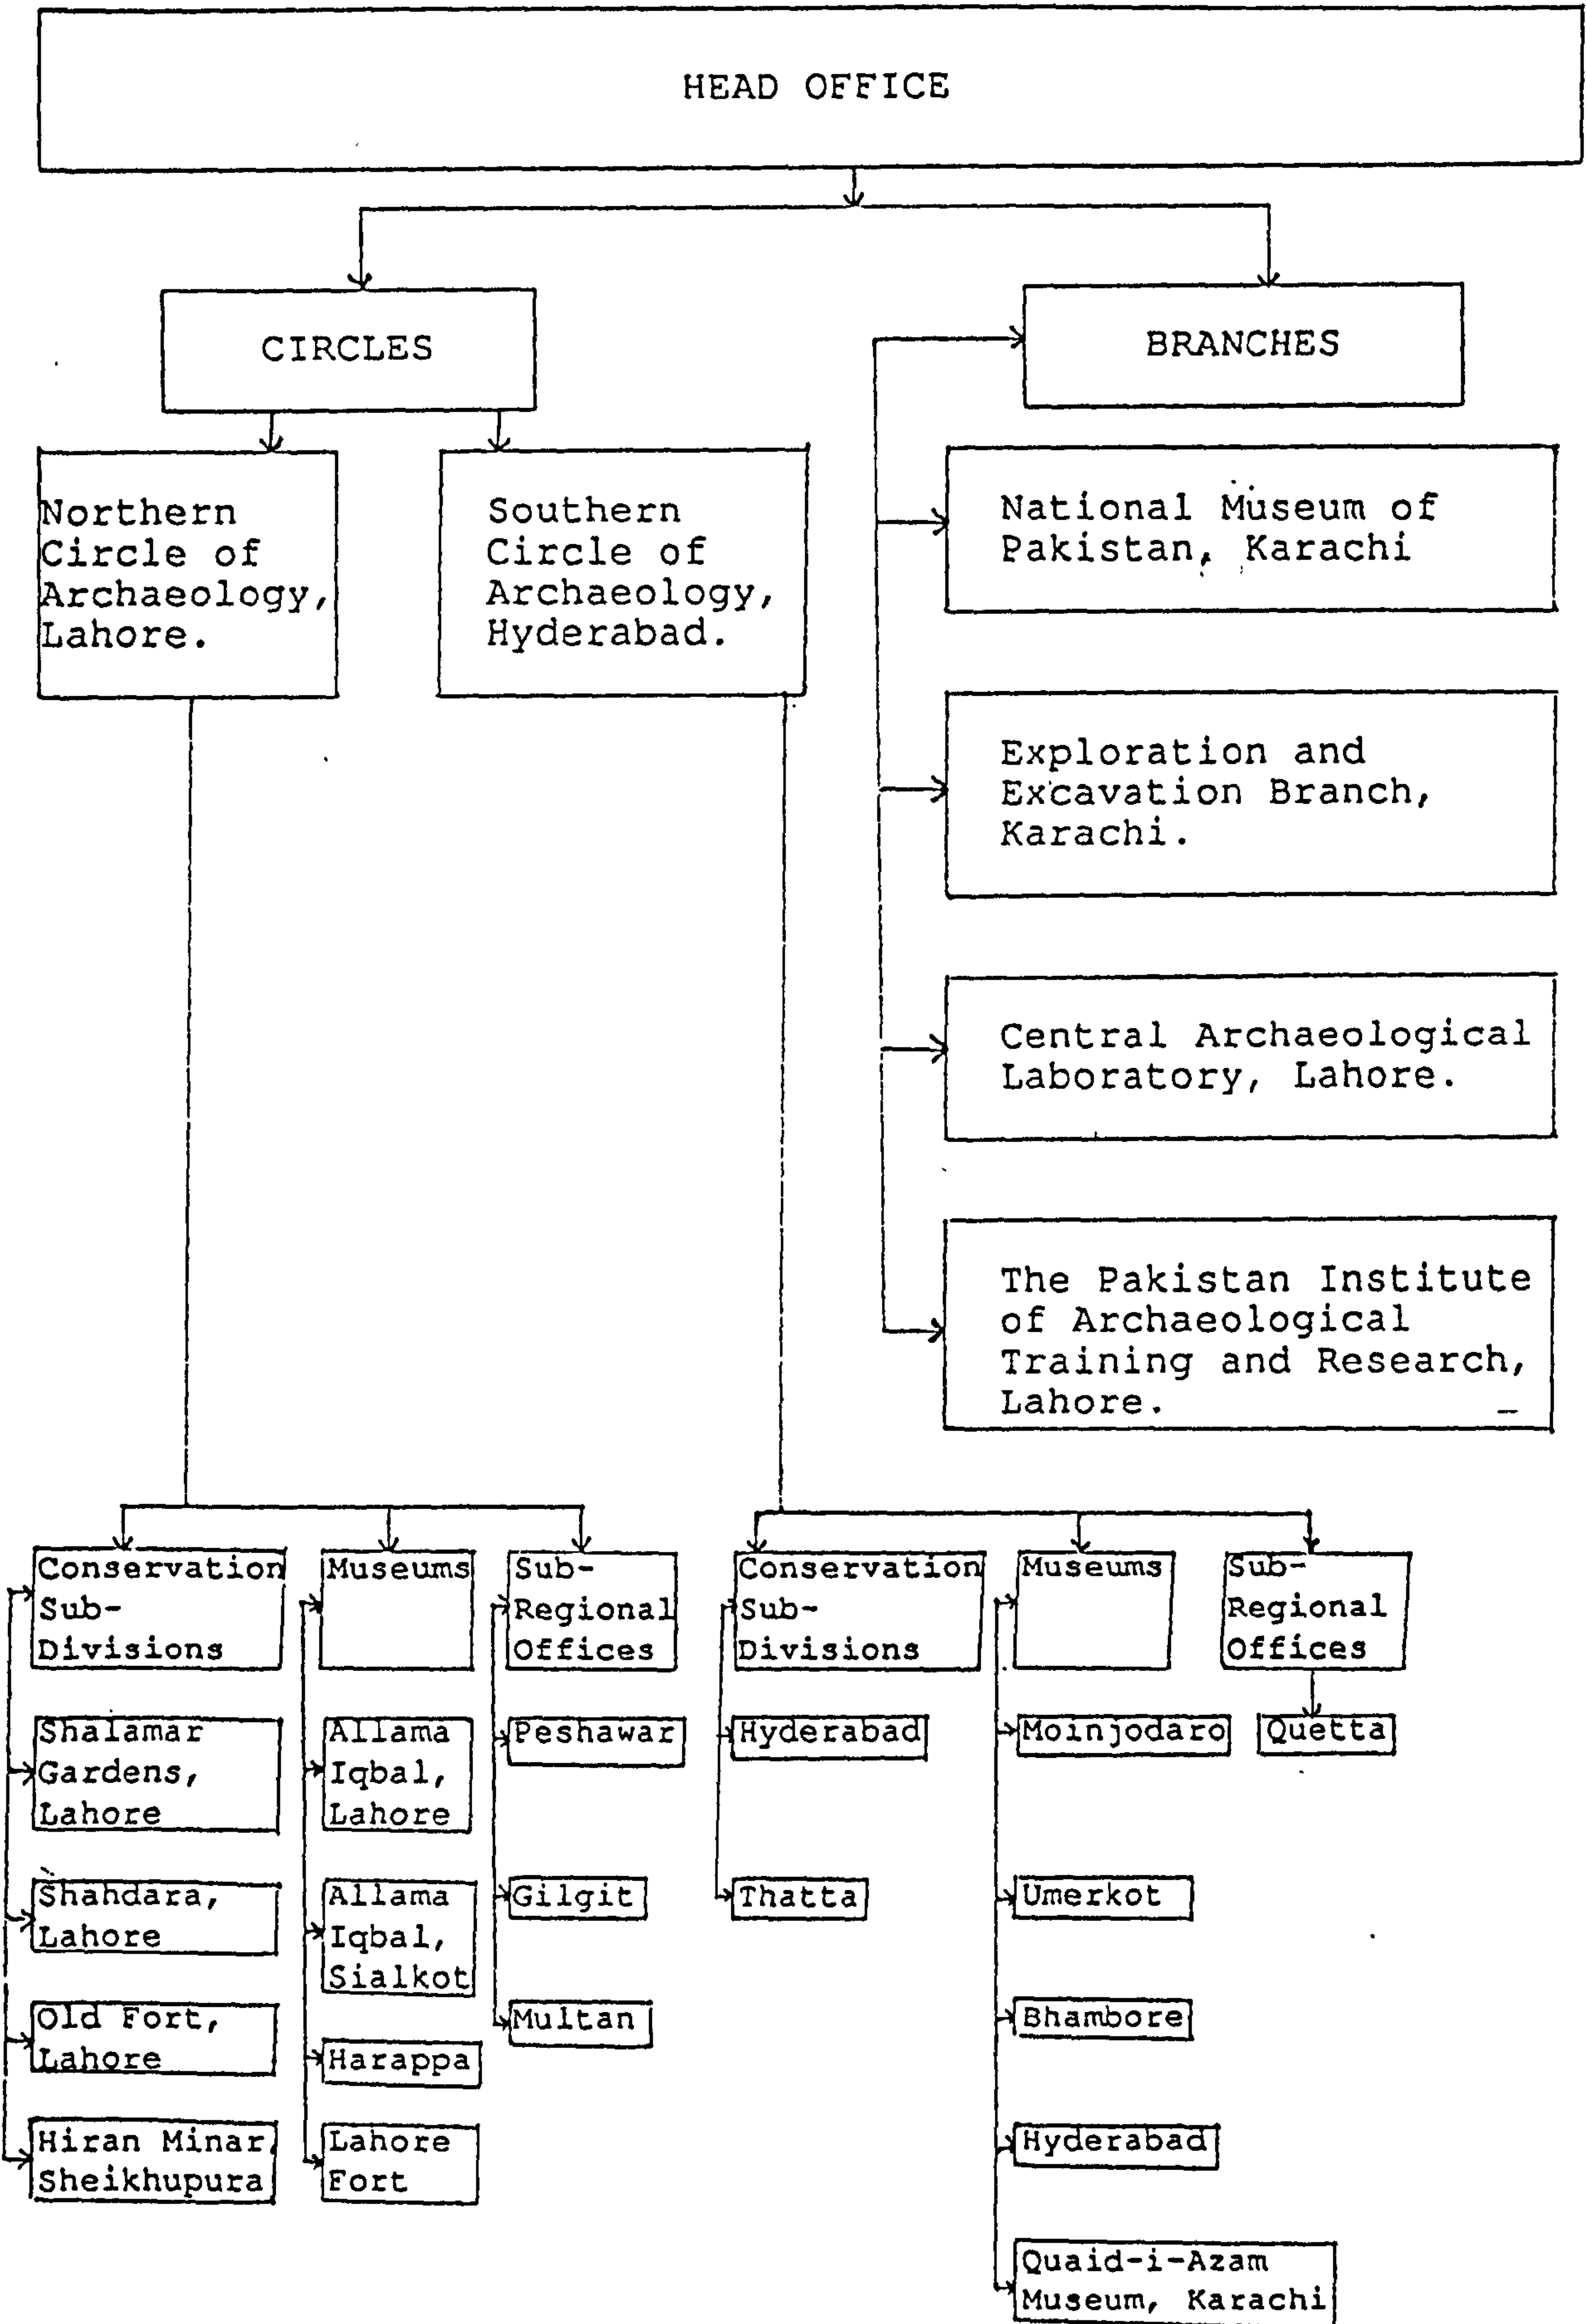 HEAD OFFICE
CIRCLES
BRANCHES
Northern
Circle of
Archaeology,
Lahore.
Southern
Circle of
Archaeology,
Hyderabad.
National Museum of
Pakistan, Karachi
Exploration and
Excavation Branch,
Karachi.
Central Archaeological
Laboratory, Lahore.
The Pakistan Institute
of Archaeological
Training and Research,
Lahore.
Conservation
Sub-
Divisions
Shalamar
Gardens,
Lahore
Shahdara,
Lahore
Old Fort,
Lahore
Hiran Minar,
Sheikhupura
Museums
Allama
Iqbal,
Lahore
Allama
Iqbal,
Sialkot
Harappa
Lahore
Fort
Sub-
Regional
Offices
Peshawar
Gilgit
Multan
Conservation
Sub-
Divisions
Hyderabad
Thatta
Museums
Moinjodaro
Umerkot
Bhambore
Hyderabad
Quaid-i-Azam
Museum, Karachi
Sub-
Regional
Offices
Quetta